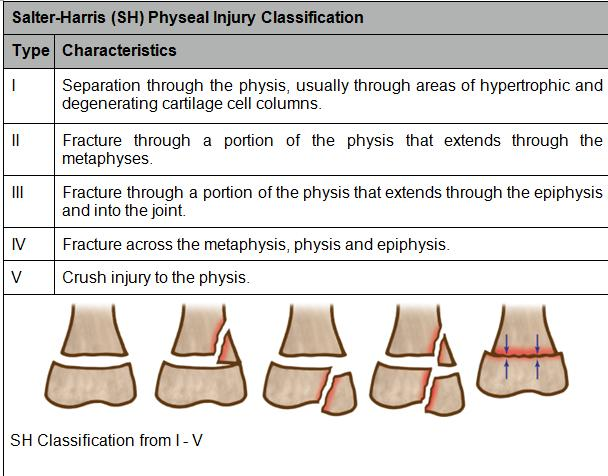 Salter-Harris (SH) Physeal Injury Classification
Type Characteristics
I Separation through the physis, usually through areas of hypertrophic and
degenerating cartilage cell columns.
II Fracture through a portion of the physis that extends through the
metaphyses.
III Fracture through a portion of the physis that extends through the epiphysis
and into the joint.
IV Fracture across the metaphysis, physis and epiphysis.
V Crush injury to the physis.
SH Classification from I - V